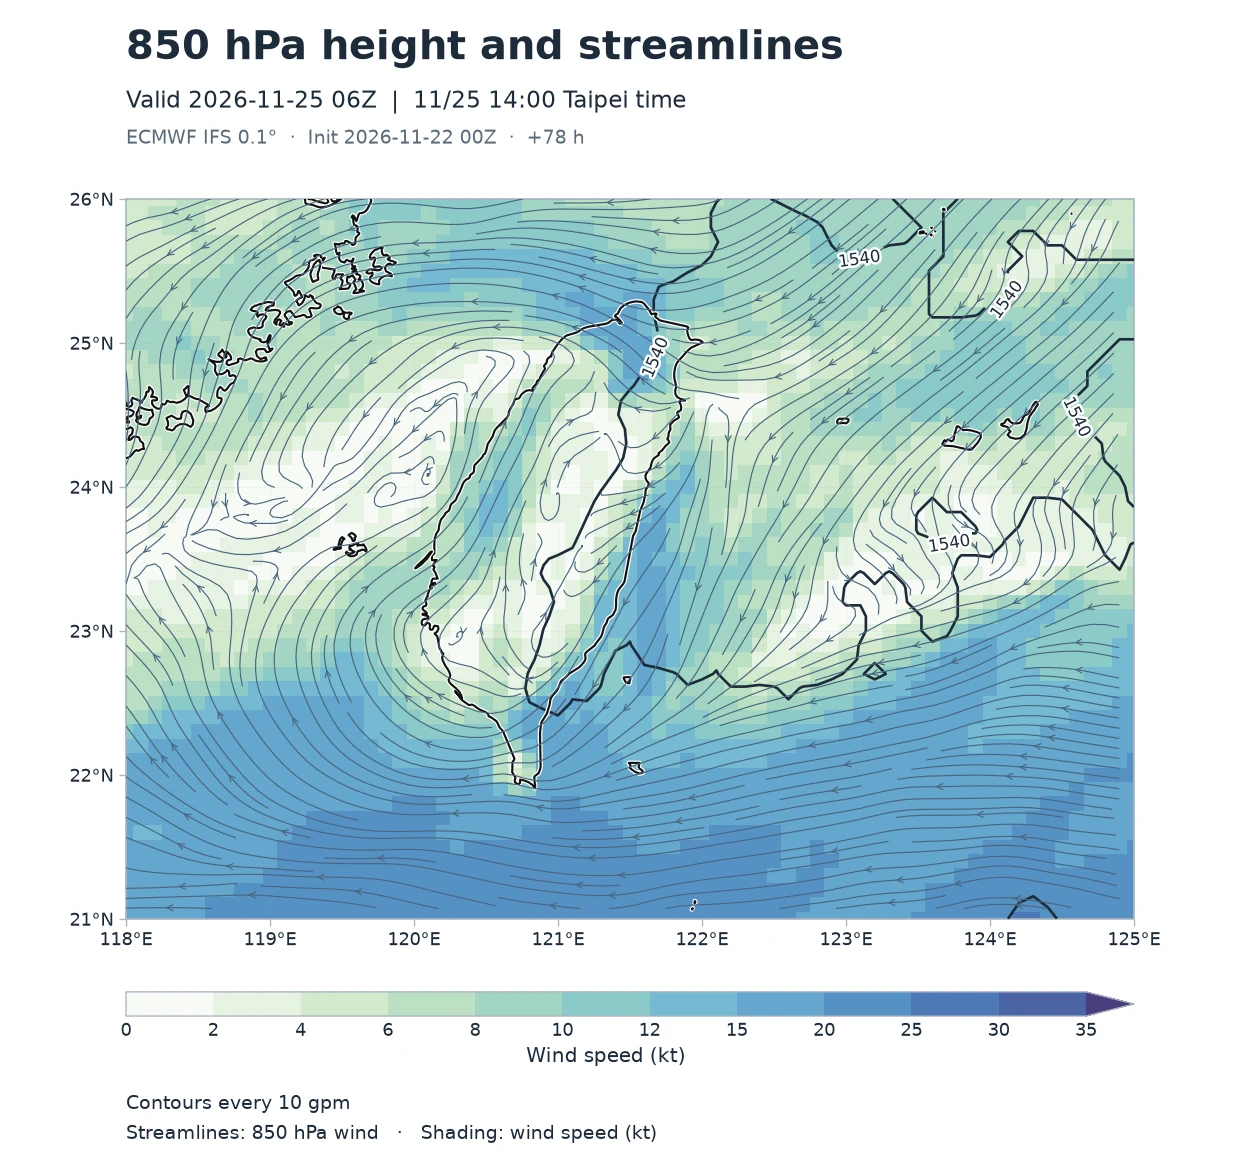 850 hPa height and streamlines
Valid 2026-11-25 06Z | 11/25 14:00 Taipei time
ECMWF IFS 0.1° · Init 2026-11-22 00Z · +78 h
26°N
25°N
24°N
23°N
22°N
21°N
1540
1540
1540
1540
1540
118°E 119°E 120°E 121°E 122°E 123°E 124°E 125°E
0 2 4 6 8 10 12 15 20 25 30 35
Wind speed (kt)
Contours every 10 gpm
Streamlines: 850 hPa wind · Shading: wind speed (kt)